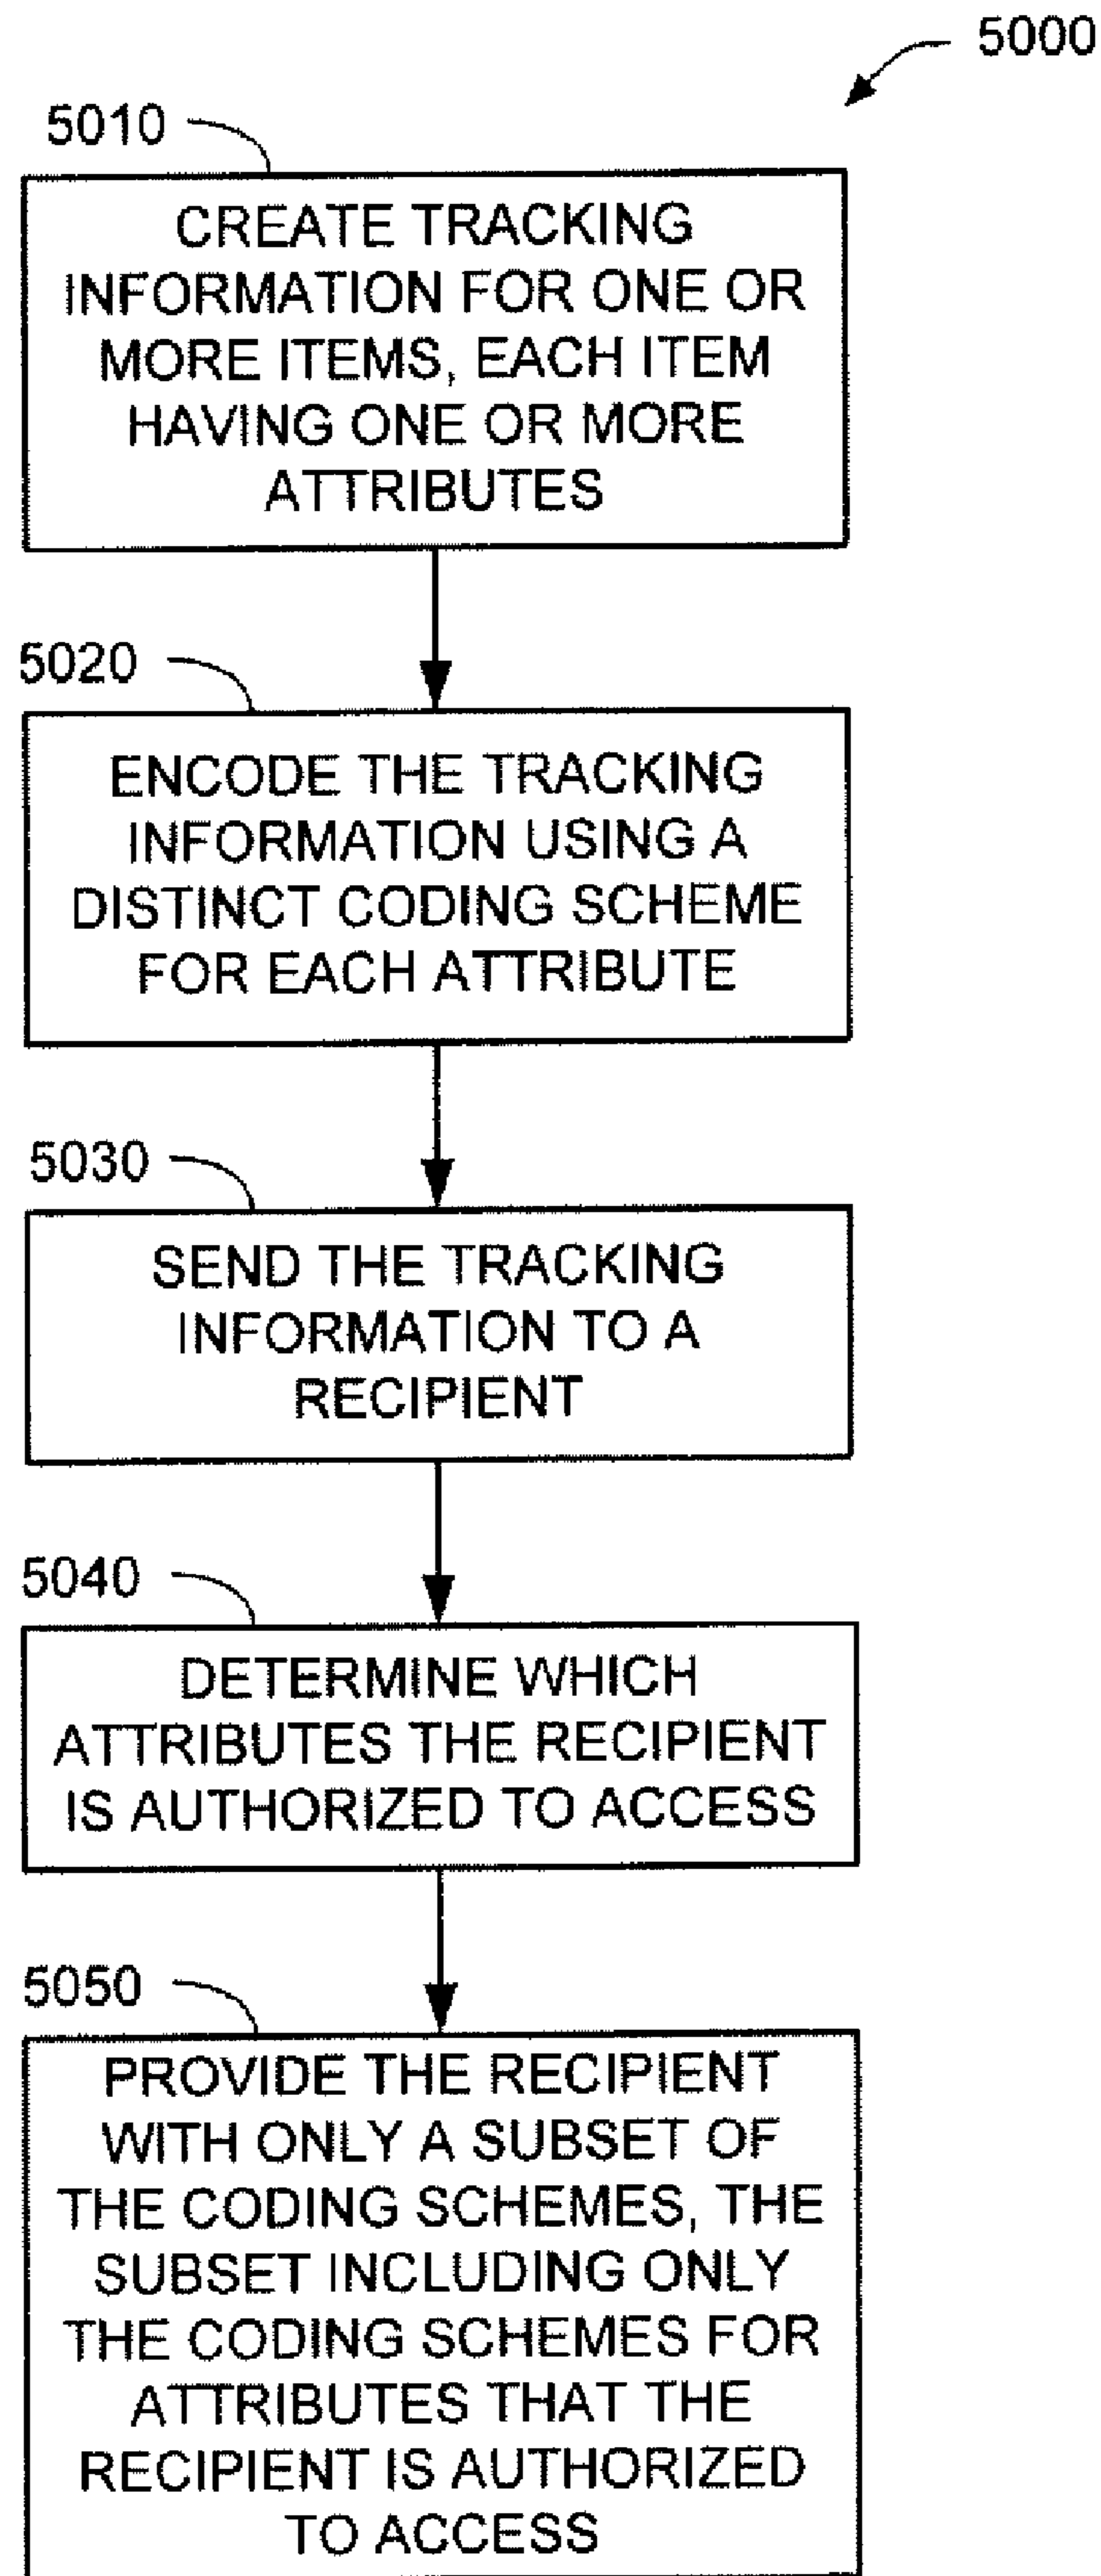 5000
5010
CREATE TRACKING
INFORMATION FOR ONE OR
MORE ITEMS, EACH ITEM
HAVING ONE OR MORE
ATTRIBUTES
5020
ENCODE THE TRACKING
INFORMATION USING A
DISTINCT CODING SCHEME
FOR EACH ATTRIBUTE
5030
SEND THE TRACKING
INFORMATION TO A
RECIPIENT
5040
DETERMINE WHICH
ATTRIBUTES THE RECIPIENT
IS AUTHORIZED TO ACCESS
5050
PROVIDE THE RECIPIENT
WITH ONLY A SUBSET OF
THE CODING SCHEMES, THE
SUBSET INCLUDING ONLY
THE CODING SCHEMES FOR
ATTRIBUTES THAT THE
RECIPIENT IS AUTHORIZED
TO ACCESS